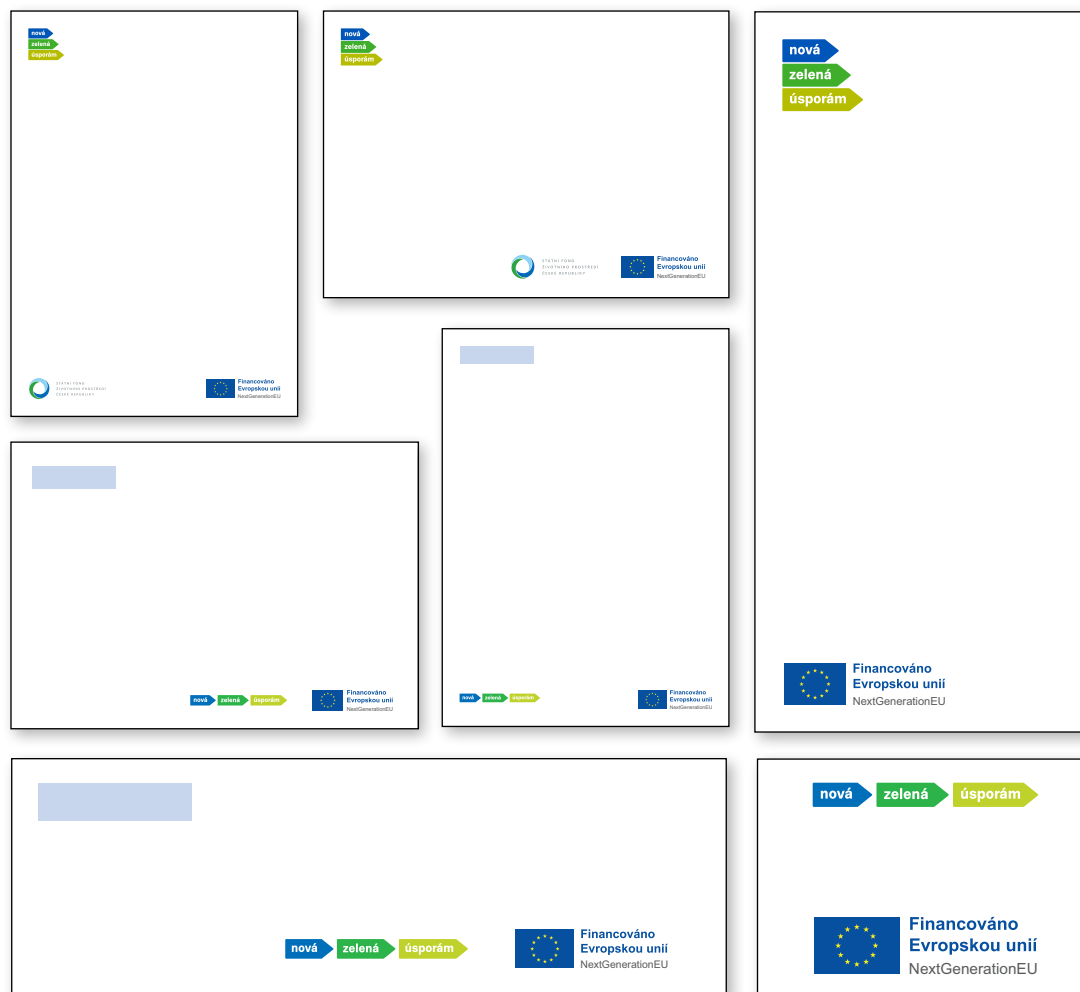 nová
zelená
úsporám
STÁTNÍ FOND
ŽIVOTNÍHO PROSTŘEDÍ
ČESKÉ REPUBLIKY
Financováno
Evropskou unií
NextGenerationEU
nová
zelená
úsporám
STÁTNÍ FOND
ŽIVOTNÍHO PROSTŘEDÍ
ČESKÉ REPUBLIKY
Financováno
Evropskou unií
NextGenerationEU
nová
zelená
úsporám
Financováno
Evropskou unií
NextGenerationEU
nová zelená úsporám
Financováno
Evropskou unií
NextGenerationEU
nová zelená úsporám
Financováno
Evropskou unií
NextGenerationEU
nová zelená úsporám
Financováno
Evropskou unií
NextGenerationEU
nová zelená úsporám
Financováno
Evropskou unií
NextGenerationEU